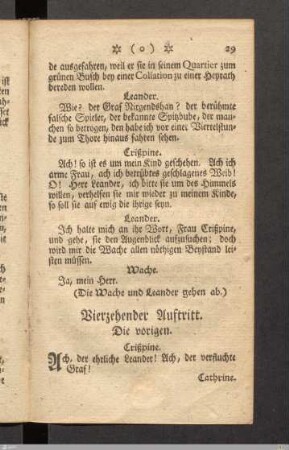 ※ ( o ) ※ 29
de ausgefahren, weil er sie in seinem Quartier zum
grünen Busch bey einer Collation zu einer Heyrath
bereden wollen.
Leander.
Wie? der Graf Nirgendshan? der berühmte
falsche Spieler, der bekannte Spitzbube, der man-
chen so betrogen, den habe ich vor einer Viertelstun-
de zum Thore hinaus fahren sehen.
Crißpine.
Ach! so ist es um mein Kind geschehen. Ach ich
arme Frau, ach ich betrübtes geschlagenes Weib!
O! Herr Leander, ich bitte sie um des Himmels
willen, verhelfen sie mir wieder zu meinem Kinde,
so soll sie auf ewig die ihrige seyn.
Leander.
Ich halte mich an ihr Wort, Frau Crißpine,
und gehe, sie den Augenblick aufzusuchen; doch
wird mir die Wache allen nöthigen Beystand lei-
sten müssen.
Wache.
Ja, mein Herr.
(Die Wache und Leander gehen ab.)
Vierzehender Auftritt.
Die vorigen.
Crißpine.
Ach, der ehrliche Leander! Ach, der verfluchte
Graf!
Cathrine.